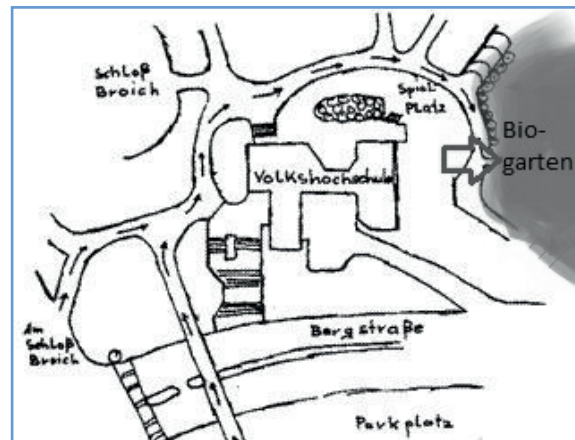 Schloß
Broich
Spiel
Platz
Bio-
garten
Volkshochschule
Am
Schloß
Broich
Bergstraße
Parkplatz